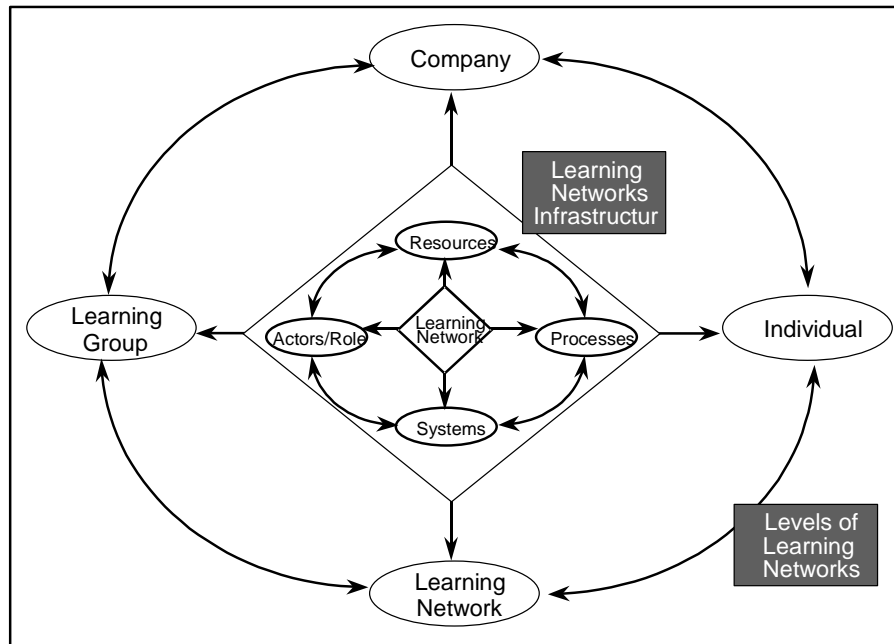 Company
Learning
Networks
Infrastructur
Resources
Learning
Group
Actors/Role
Learning
Network
Processes
Individual
Systems
Levels of
Learning
Networks
Learning
Network